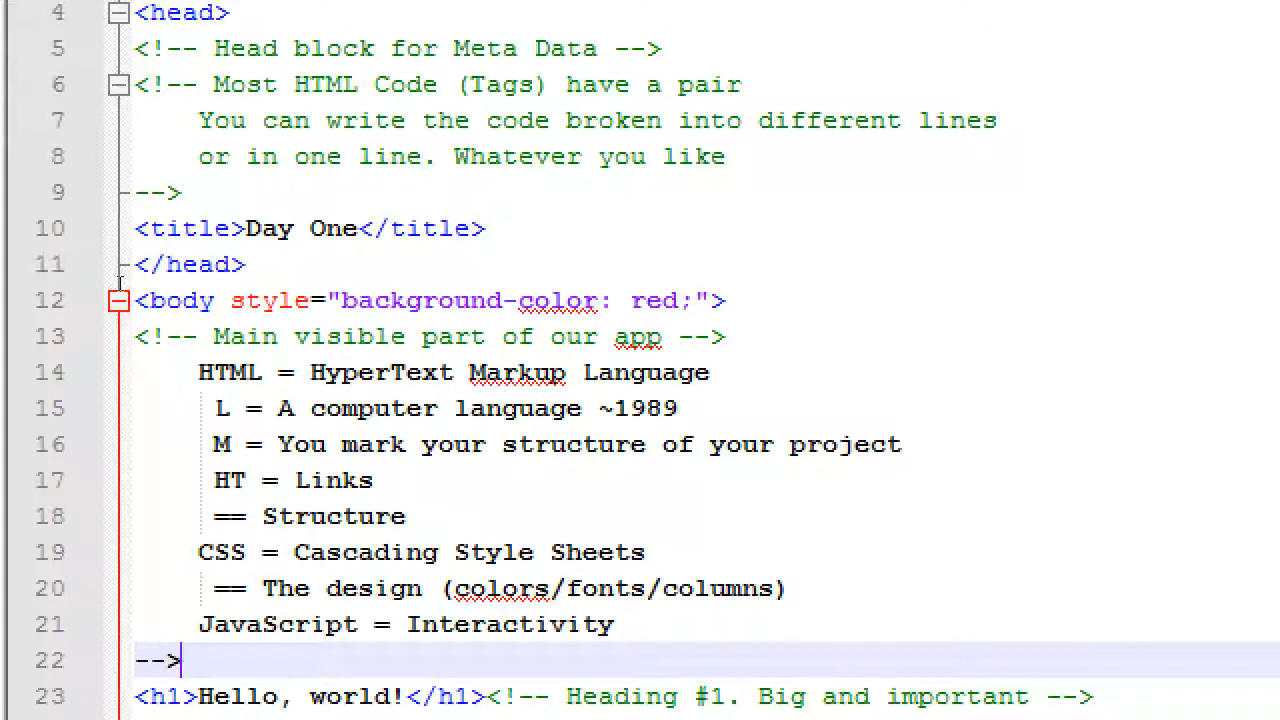 4 <head>
5 <!-- Head block for Meta Data -->
6 <!-- Most HTML Code (Tags) have a pair
7 You can write the code broken into different lines
8 or in one line. Whatever you like
9 -->
10 <title>Day One</title>
11 </head>
12 <body style="background-color: red;">
13 <!-- Main visible part of our app -->
14 HTML = HyperText Markup Language
15 L = A computer language ~1989
16 M = You mark your structure of your project
17 HT = Links
18 == Structure
19 CSS = Cascading Style Sheets
20 == The design (colors/fonts/columns)
21 JavaScript = Interactivity
22 -->
23 <h1>Hello, world!</h1><!-- Heading #1. Big and important -->